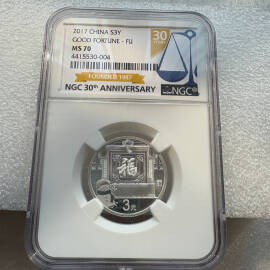 2017 CHINA S3Y
GOOD FORTUNE - FU
MS 70
4415530-004
30
FOUNDED 1987
NGC 30th ANNIVERSARY
NGC
福
3元